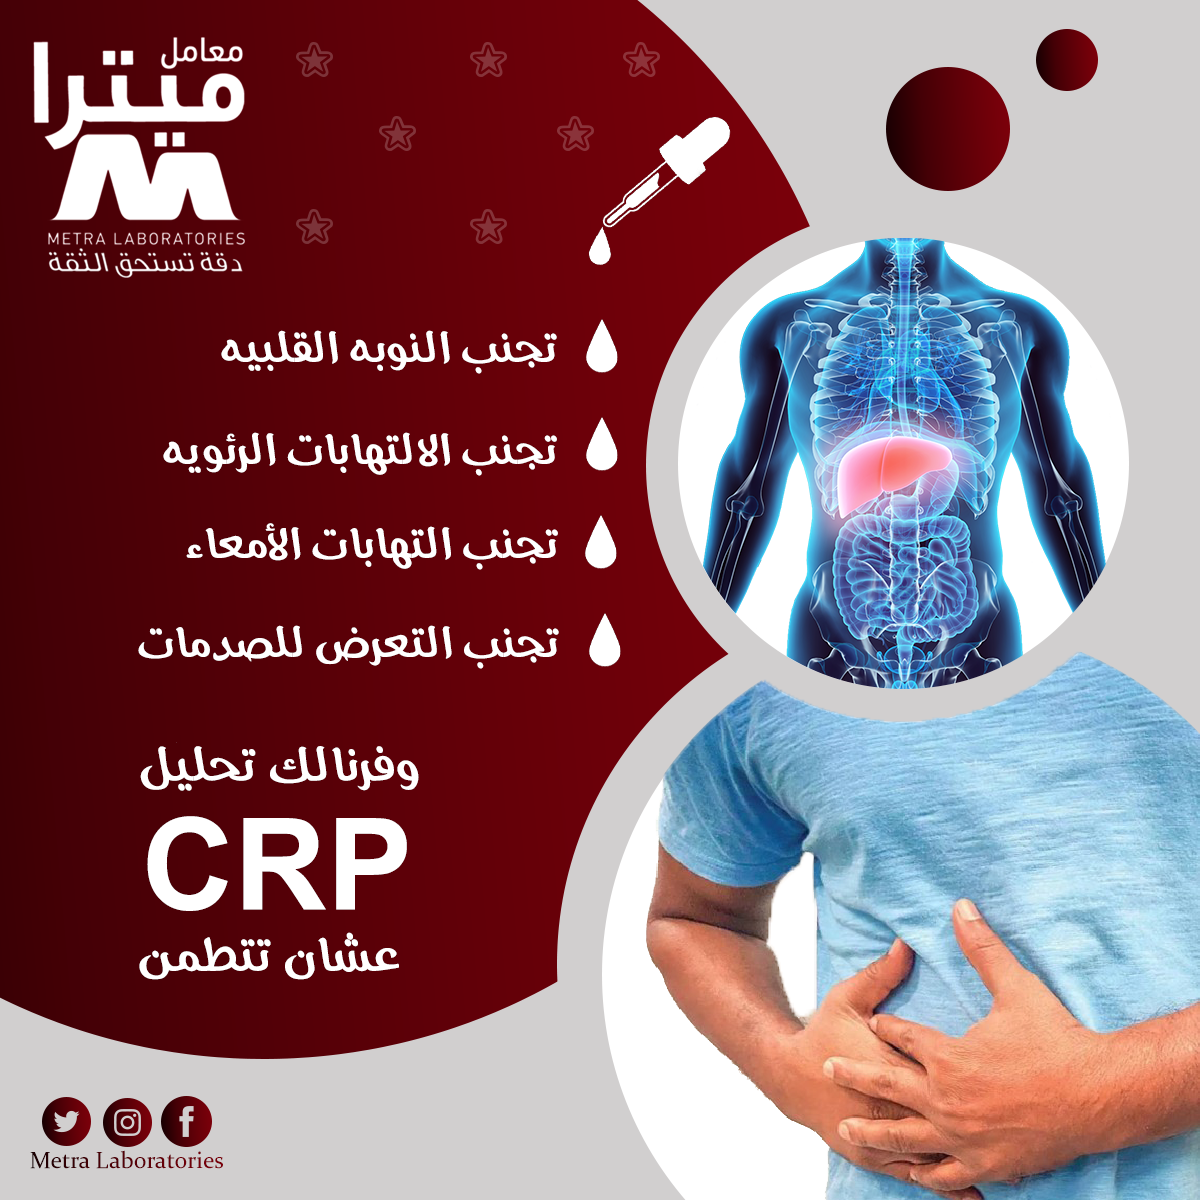 معامل
ميترا
METRA LABORATORIES
دقة تستحق الثقة
تجنب النوبه القلبيه
تجنب الالتهابات الرئويه
تجنب التهابات الأمعاء
تجنب التعرض للصدمات
وفرنالك تحليل
CRP
عشان تتطمن
Metra Laboratories